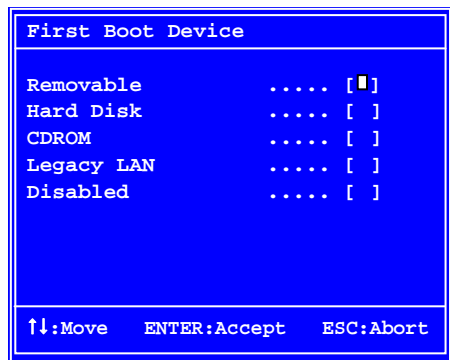 First Boot Device
Removable ..... [ ]
Hard Disk ..... [ ]
CDROM ..... [ ]
Legacy LAN ..... [ ]
Disabled ..... [ ]
↑↓:Move ENTER:Accept ESC:Abort